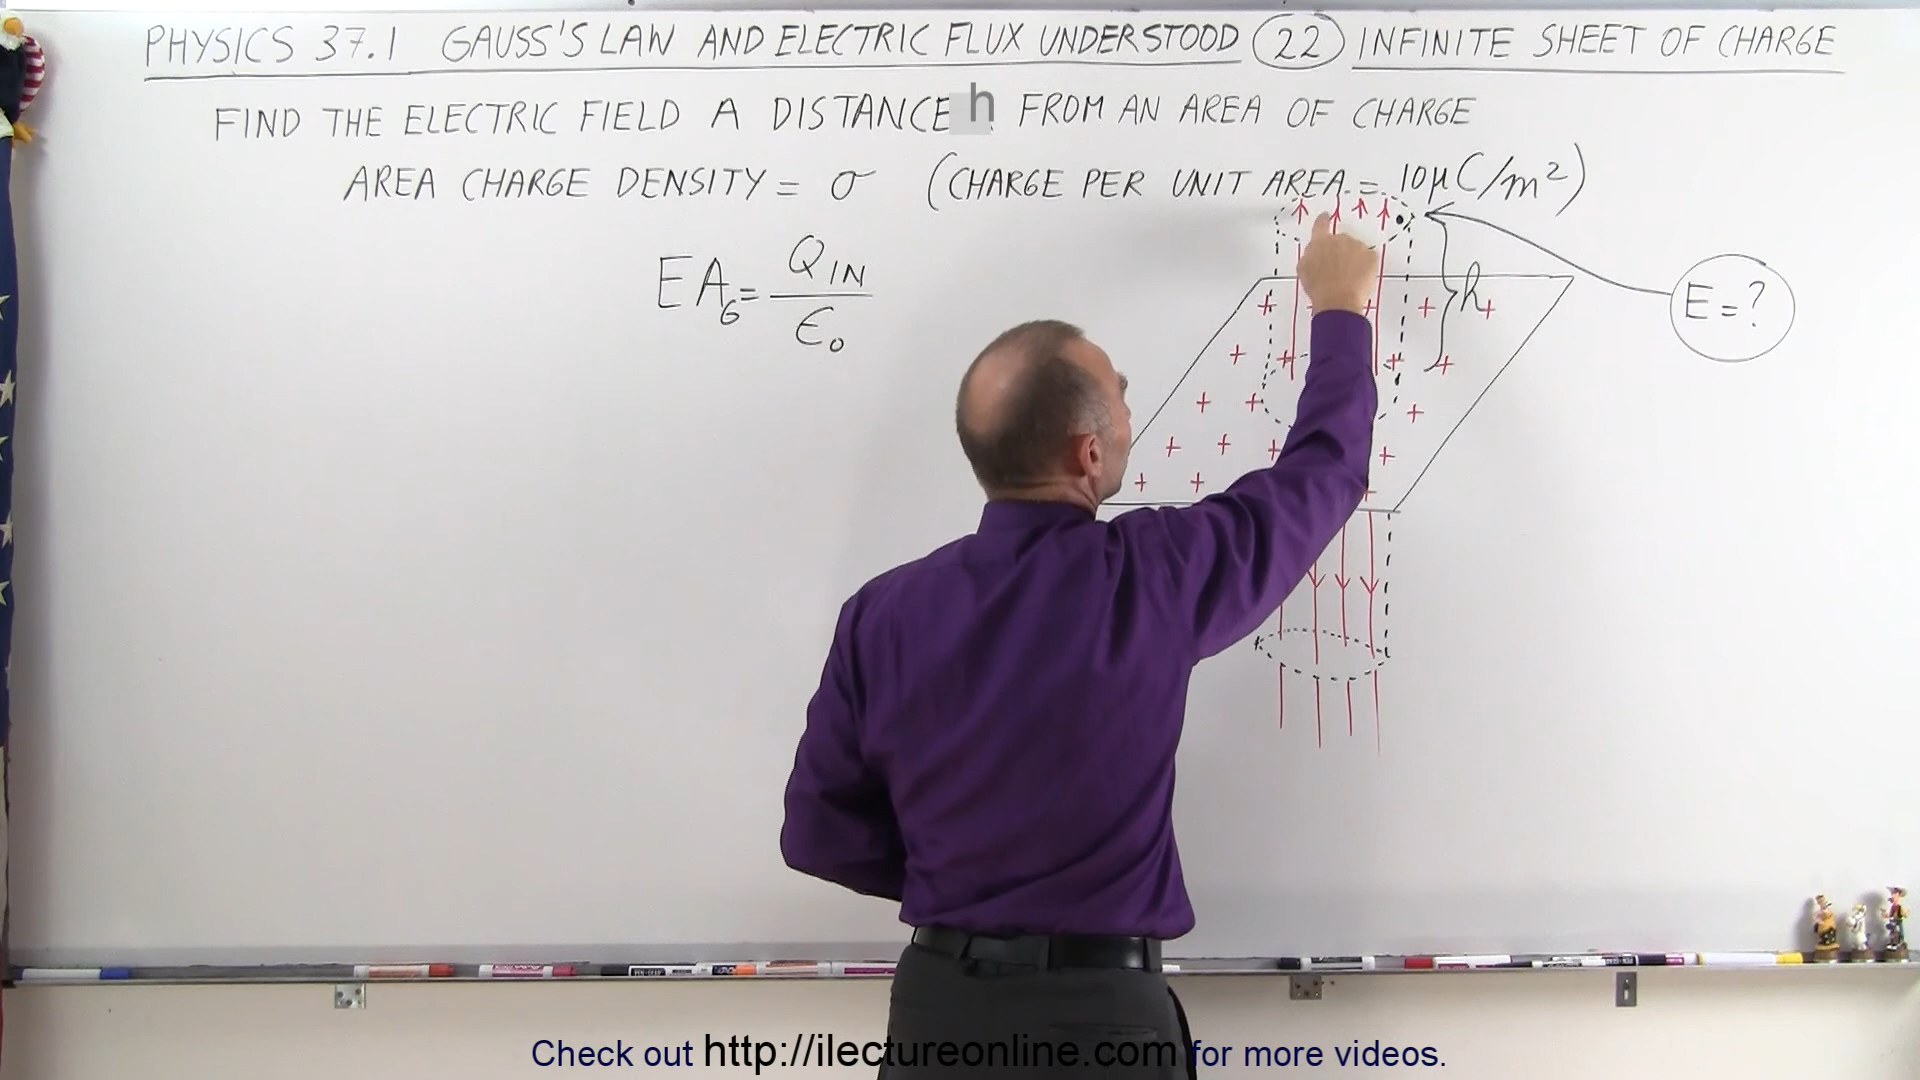 PHYSICS 37.1 GAUSS'S LAW AND ELECTRIC FLUX UNDERSTOOD 22 INFINITE SHEET OF CHARGE
FIND THE ELECTRIC FIELD A DISTANCE h FROM AN AREA OF CHARGE
AREA CHARGE DENSITY = σ (CHARGE PER UNIT AREA = 10μC/m²)
EA_G = Q_IN / ϵ₀
h
E = ?
Check out http://ilectureonline.com for more videos.